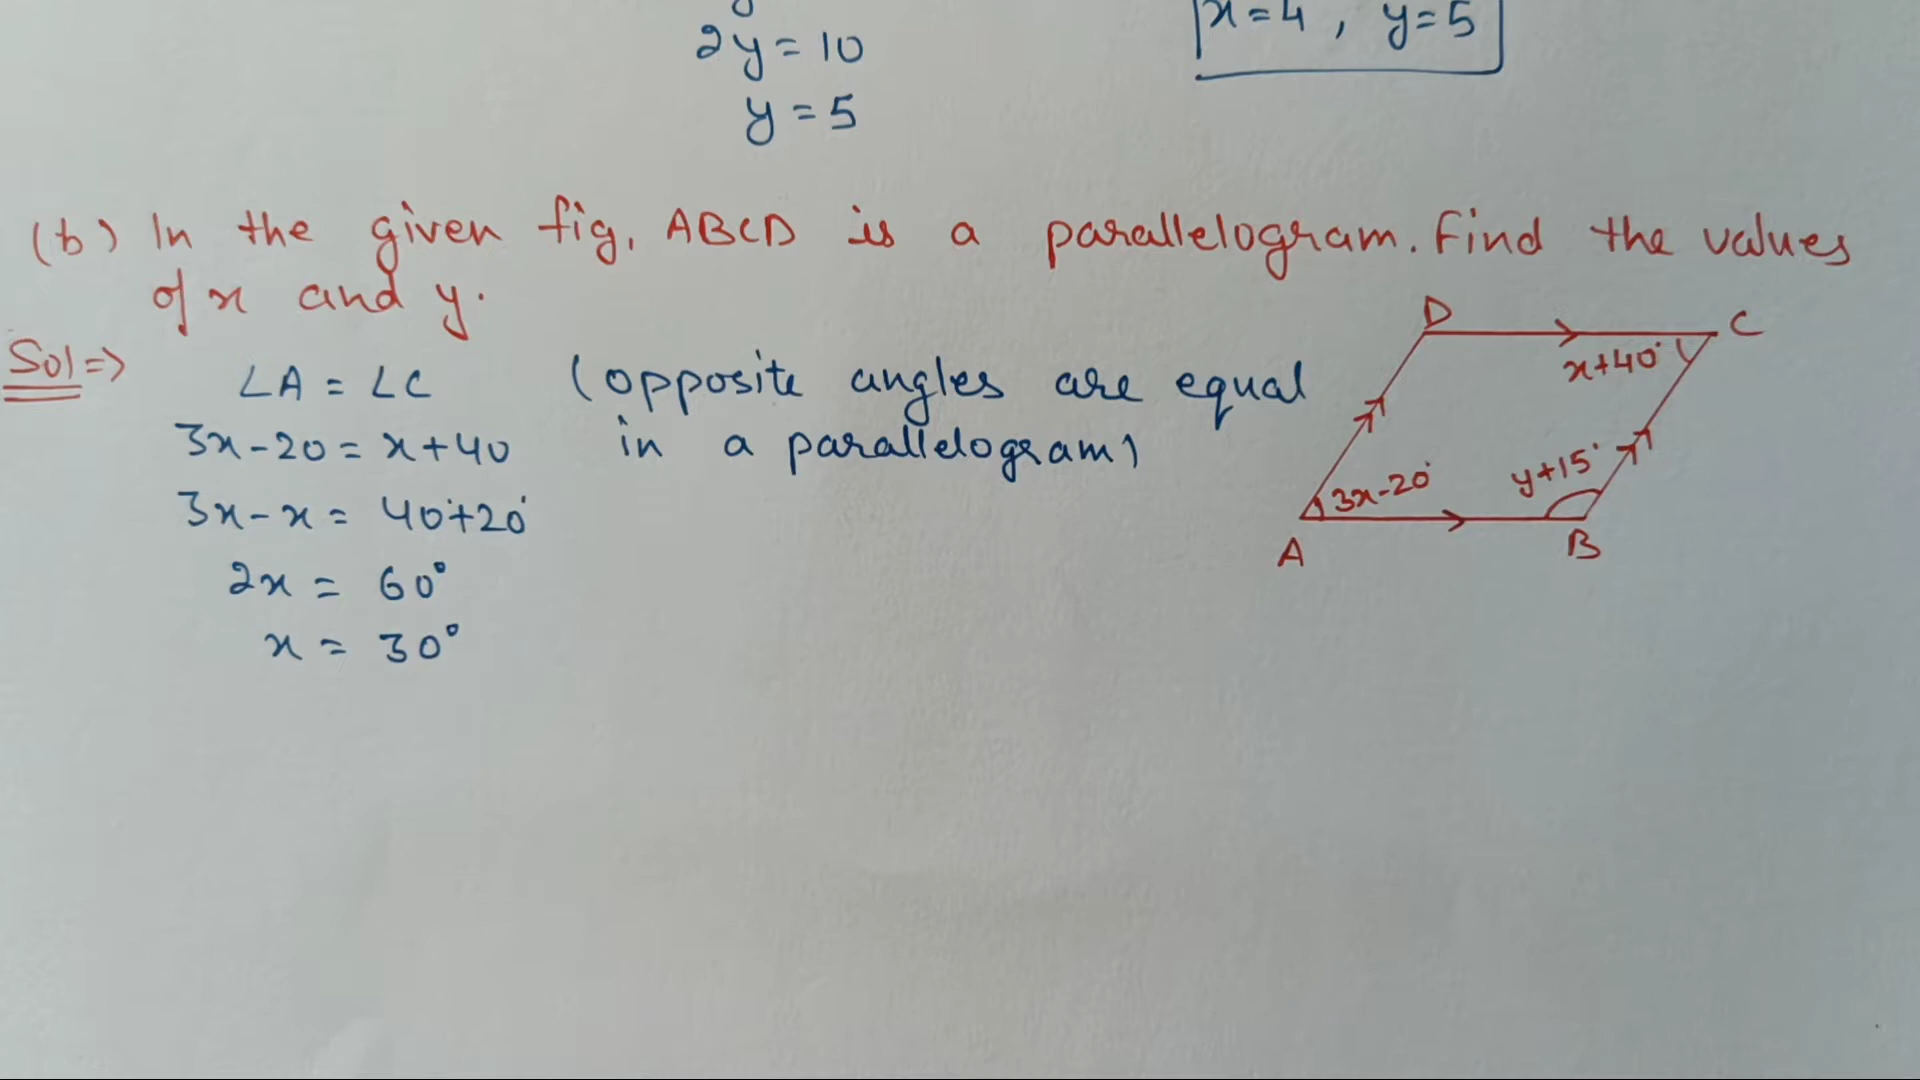 2y = 10
x = 4 , y = 5
y = 5
(b) In the given fig, ABCD is a parallelogram. Find the values
of x and y.
Sol =>
∠A = ∠C (opposite angles are equal
3x-20 = x+40 in a parallelogram)
3x-x = 40°+20°
2x = 60°
x = 30°
D
C
x+40°
y+15°
3x-20°
A
B